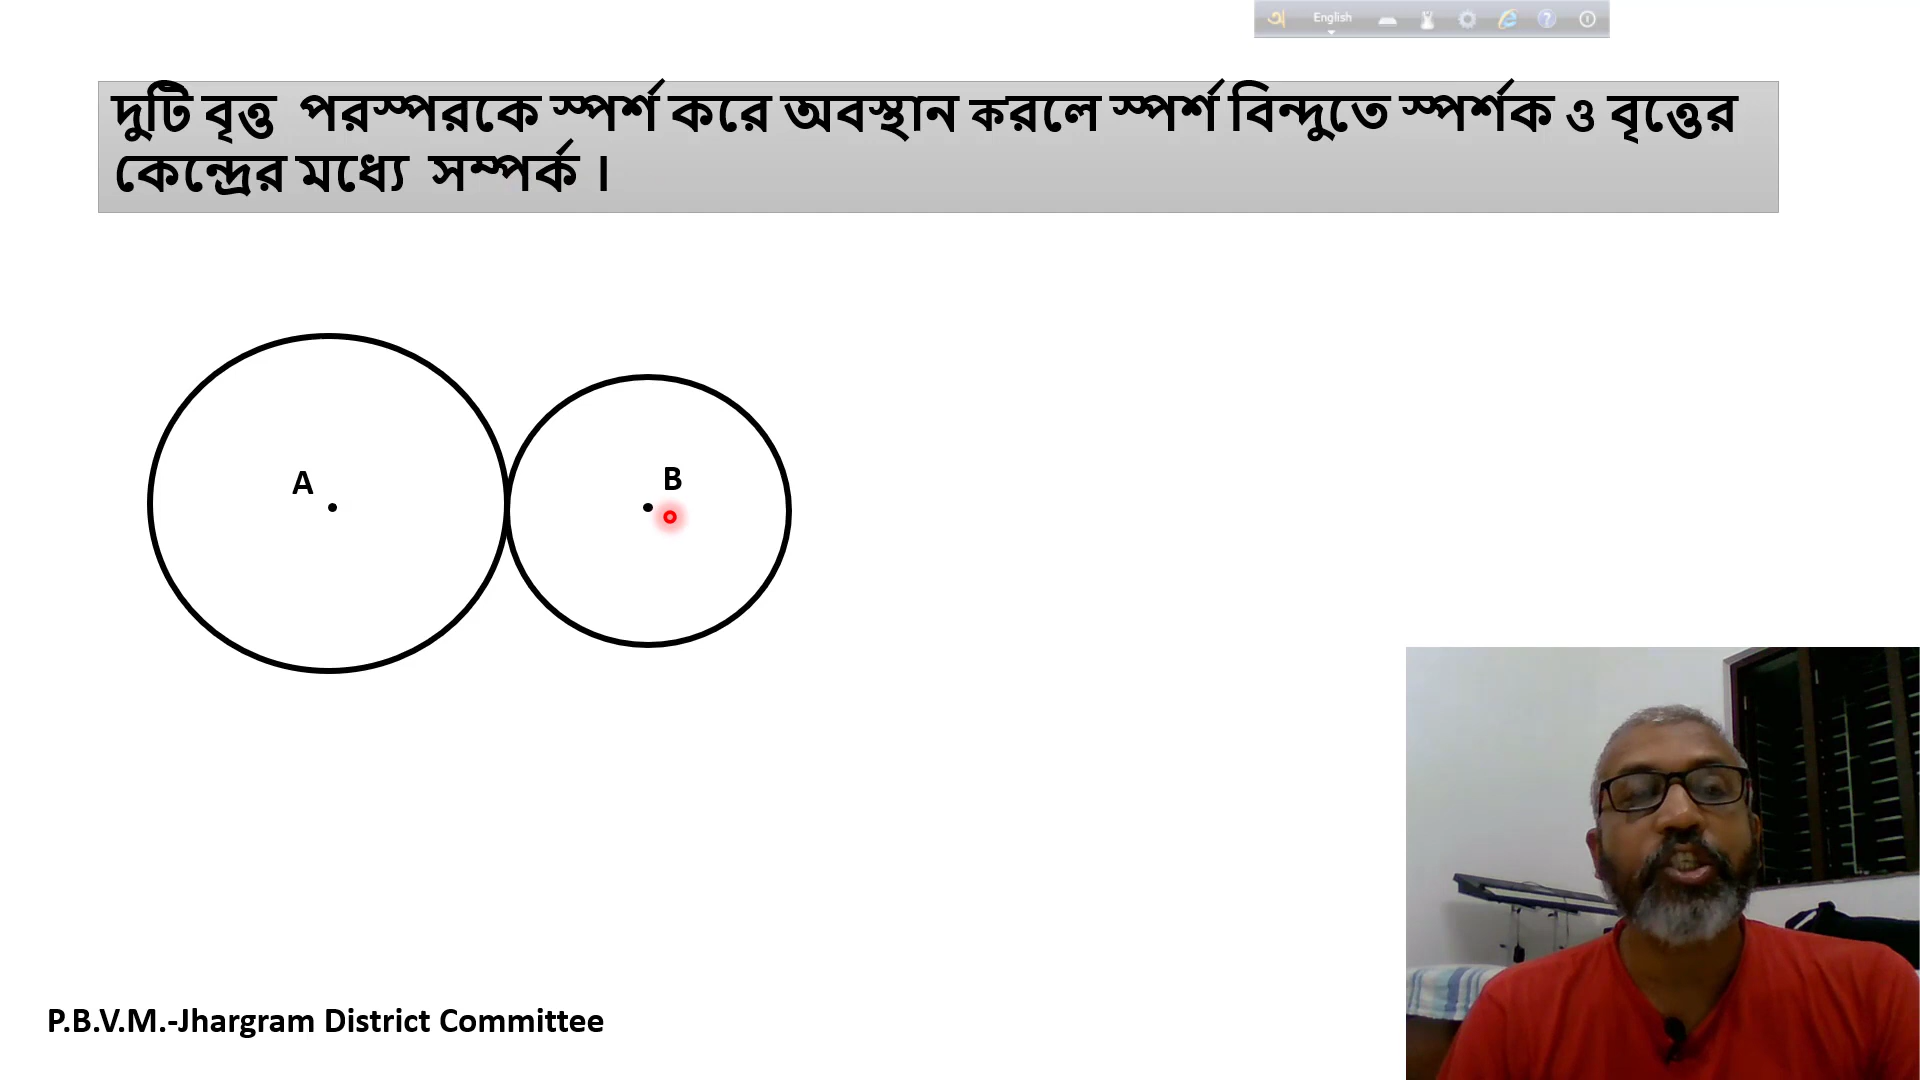 English
দুটি বৃত্ত পরস্পরকে স্পর্শ করে অবস্থান করলে স্পর্শ বিন্দুতে স্পর্শক ও বৃত্তের
কেন্দ্রের মধ্যে সম্পর্ক ।
A
B
P.B.V.M.-Jhargram District Committee